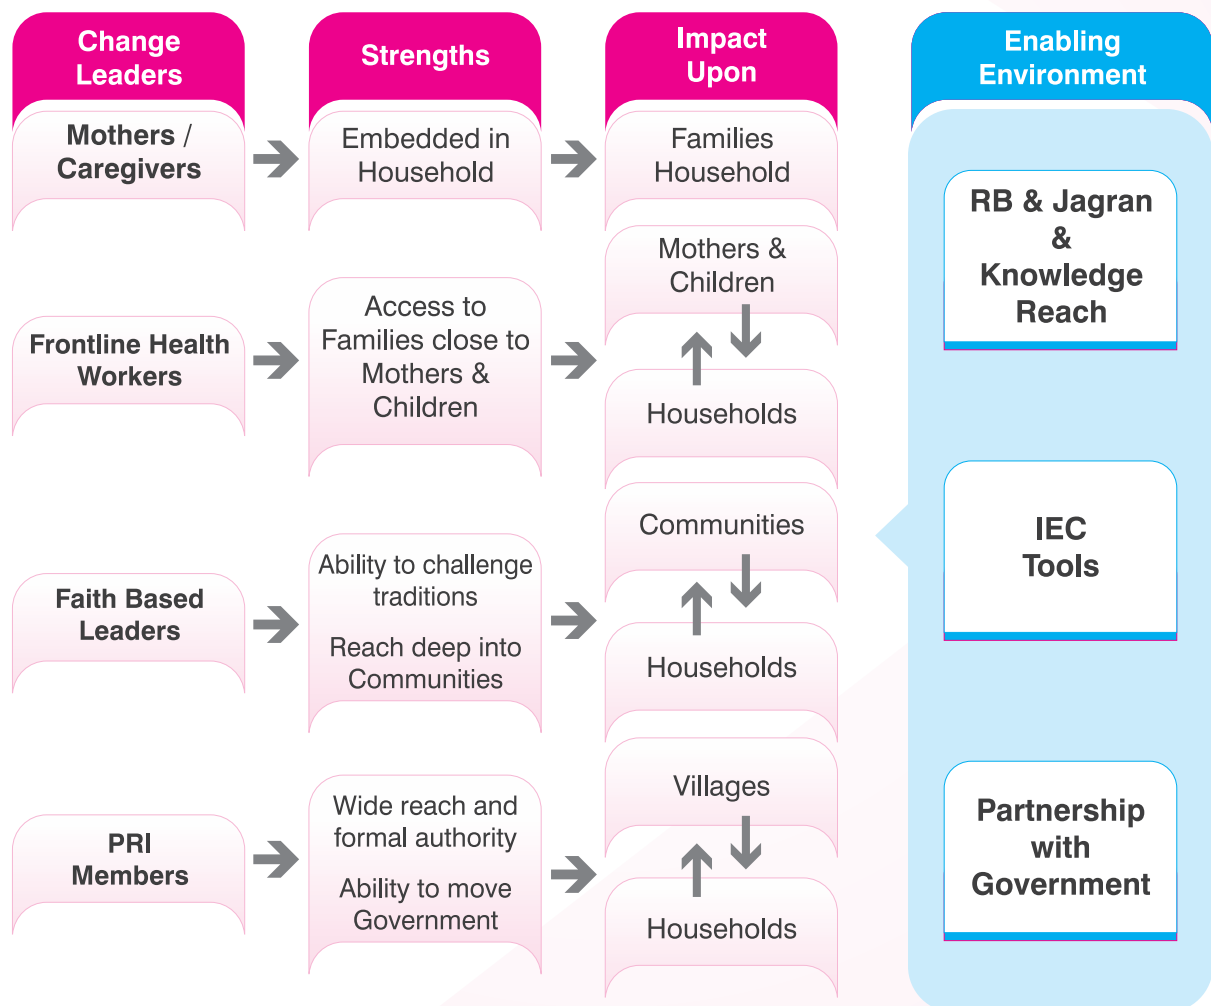 Change
Leaders
Strengths
Impact
Upon
Enabling
Environment
Mothers /
Caregivers
Embedded in
Household
Families
Household
Frontline Health
Workers
Access to
Families close to
Mothers &
Children
Mothers &
Children
Households
Faith Based
Leaders
Ability to challenge
traditions
Reach deep into
Communities
Communities
Households
PRI
Members
Wide reach and
formal authority
Ability to move
Government
Villages
Households
RB & Jagran
&
Knowledge
Reach
IEC
Tools
Partnership
with
Government